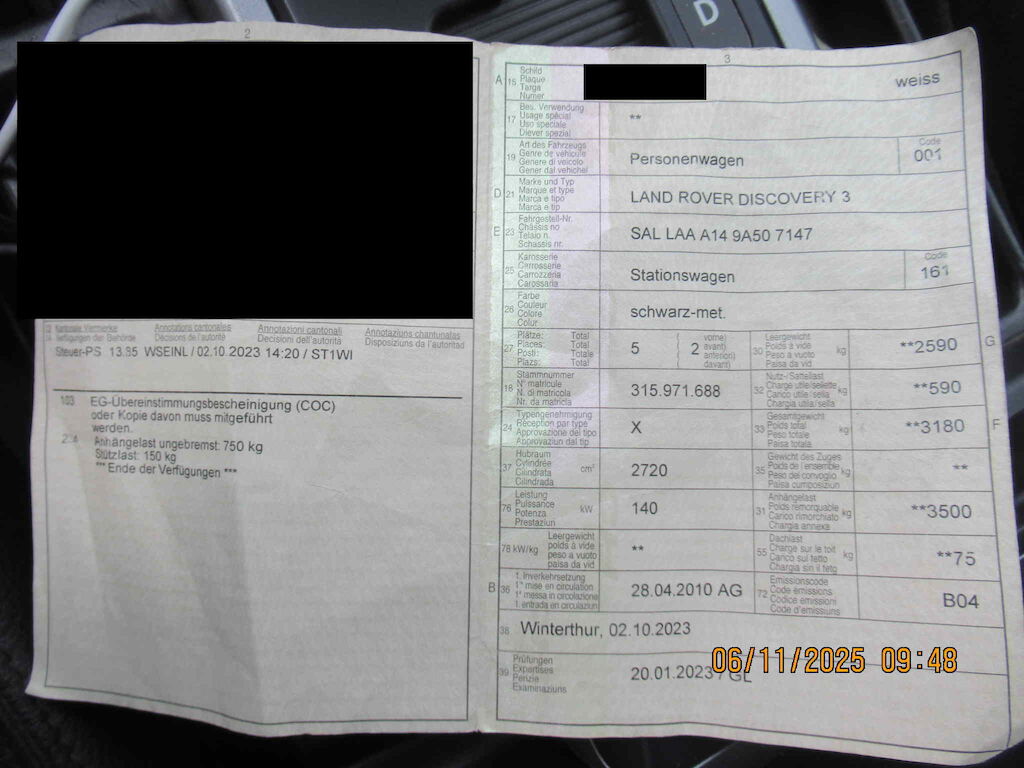 D
2
13 Kantonale Vermerke
14 Verfügungen der Behörde
Annotations cantonales
Décisions de l'autorité
Annotazioni cantonali
Decisioni dell'autorità
Annotaziuns chantunalas
Disposiziuns da l'autoritad
Steuer-PS 13.85 WSEINL / 02.10.2023 14:20 / ST1WI
103 EG-Übereinstimmungsbescheinigung (COC)
oder Kopie davon muss mitgeführt
werden.
Anhängelast ungebremst: 750 kg
Stützlast: 150 kg
*** Ende der Verfügungen ***
3
A 15 Schild
Plaque
Targa
Numer
weiss
17 Bes. Verwendung
Usage spécial
Uso speciale
Diever spezial
**
19 Art des Fahrzeugs
Genre de véhicule
Genere di veicolo
Gener dal vehichel
Personenwagen
Code
001
D 21 Marke und Typ
Marque et type
Marca e tipo
Marca e tip
LAND ROVER DISCOVERY 3
E 23 Fahrgestell-Nr.
Châssis no
Telaio n.
Schassis nr.
SAL LAA A14 9A50 7147
25 Karosserie
Carrosserie
Carrozzeria
Carossaria
Stationswagen
Code
161
26 Farbe
Couleur
Colore
Colur
schwarz-met.
27 Plätze: Total
Places: Total
Posti: Totale
Plazs: Total
5 ( 2 vorne)
avant)
anteriori)
davant)
30 Leergewicht
Poids à vide
Peso a vuoto
Paisa da vid
kg
**2590
G
18 Stammnummer
N° matricule
N. di matricola
Nr. da matricla
315.971.688
32 Nutz-/Sattellast
Charge utile/sellette
Carico utile/sella
Chargia utila/sella
kg
**590
24 Typengenehmigung
Réception par type
Approvazione del tipo
Approvaziun dal tip
X
33 Gesamtgewicht
Poids total
Peso totale
Paisa totala
kg
**3180
F
37 Hubraum
Cylindrée
Cilindrata
Cilindrada
cm³
2720
35 Gewicht des Zuges
Poids de l'ensemble
Peso del convoglio
Paisa cumposiziun
kg
**
76 Leistung
Puissance
Potenza
Prestaziun
kW
140
31 Anhängelast
Poids remorquable
Carico rimorchiato
Chargia annexa
kg
**3500
78 kW/kg
Leergewicht
poids à vide
peso a vuoto
paisa da vid
**
55 Dachlast
Charge sur le toit
Carico sul tetto
Chargia sin il tetg
kg
**75
B 36 1. Inverkehrsetzung
1re mise en circulation
1a messa in circolazione
1. entrada en circulaziun
28.04.2010 AG
72 Emissionscode
Code émissions
Codice emissioni
Code d'emissiuns
B04
38 Winterthur, 02.10.2023
39 Prüfungen
Expertises
Perizie
Examinaziuns
20.01.2023 / GL
06/11/2025 09:48